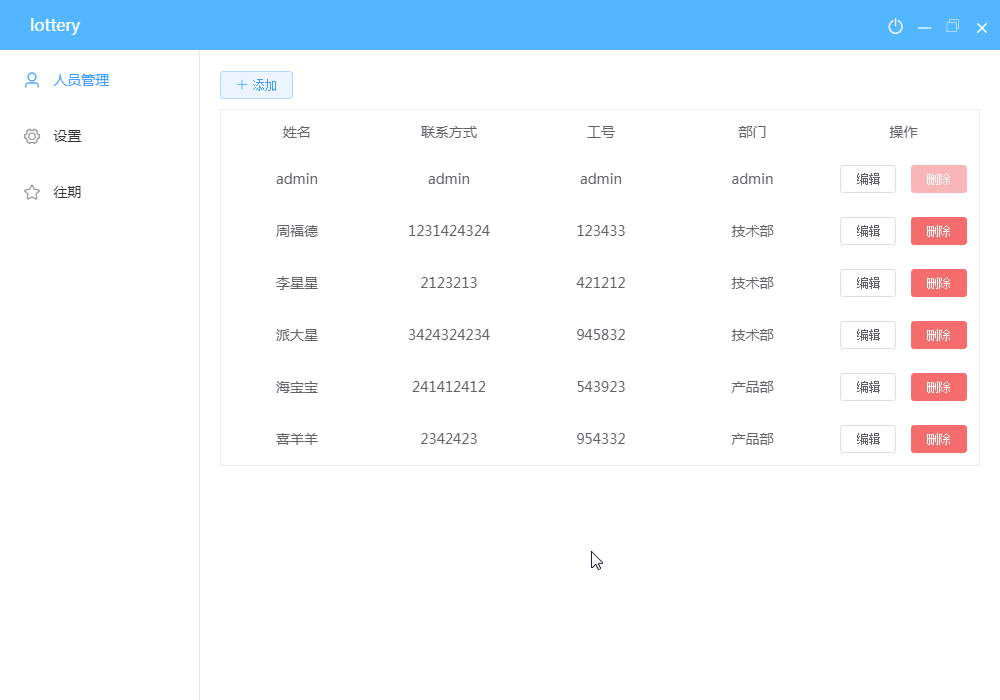 lottery
人员管理
设置
往期
添加
姓名 联系方式 工号 部门 操作
admin admin admin admin 编辑 删除
周福德 1231424324 123433 技术部 编辑 删除
李星星 2123213 421212 技术部 编辑 删除
派大星 3424324234 945832 技术部 编辑 删除
海宝宝 241412412 543923 产品部 编辑 删除
喜羊羊 2342423 954332 产品部 编辑 删除